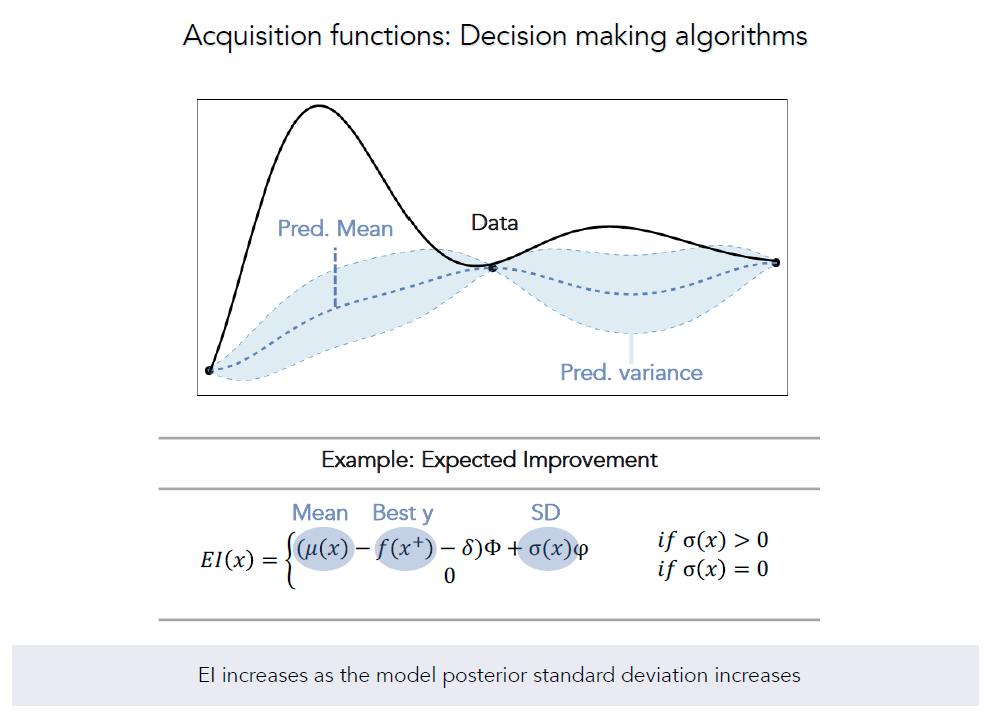 Acquisition functions: Decision making algorithms
Pred. Mean
Data
Pred. variance
Example: Expected Improvement
Mean Best y SD
EI(x) = { (μ(x) − f(x⁺) − δ)Φ + σ(x)φ if σ(x) > 0
0 if σ(x) = 0
EI increases as the model posterior standard deviation increases